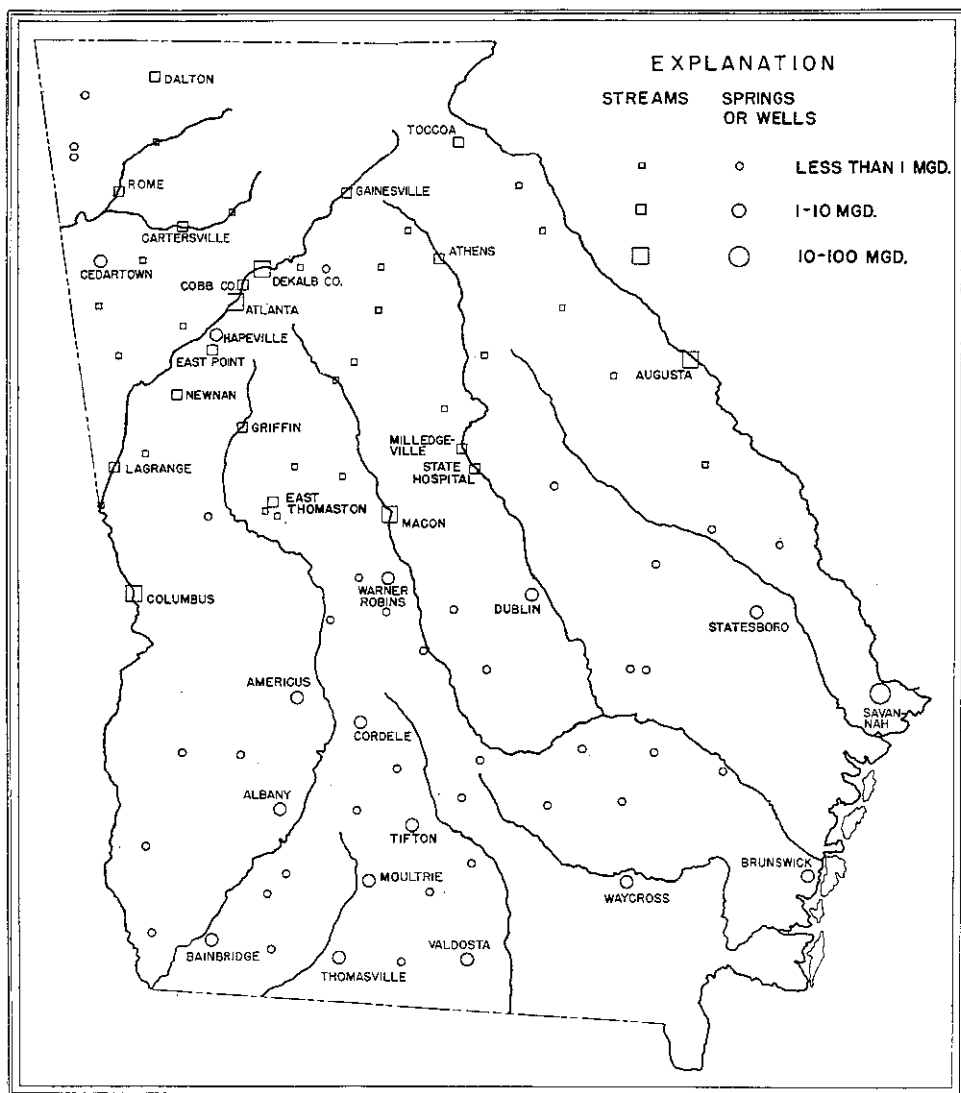 EXPLANATION
STREAMS
SPRINGS
OR WELLS
LESS THAN 1 MGD.
1-10 MGD.
10-100 MGD.
DALTON
TOCCOA
ROME
GAINESVILLE
CARTERSVILLE
ATHENS
CEDARTOWN
DEKALB CO.
COBB CO.
ATLANTA
HAPEVILLE
EAST POINT
AUGUSTA
NEWNAN
GRIFFIN
MILLEDGE-
VILLE
LAGRANGE
STATE
HOSPITAL
EAST
THOMASTON
MACON
WARNER
ROBINS
COLUMBUS
DUBLIN
STATESBORO
AMERICUS
SAVAN-
NAH
CORDELE
ALBANY
TIFTON
MOULTRIE
BRUNSWICK
WAYCROSS
BAINBRIDGE
VALDOSTA
THOMASVILLE